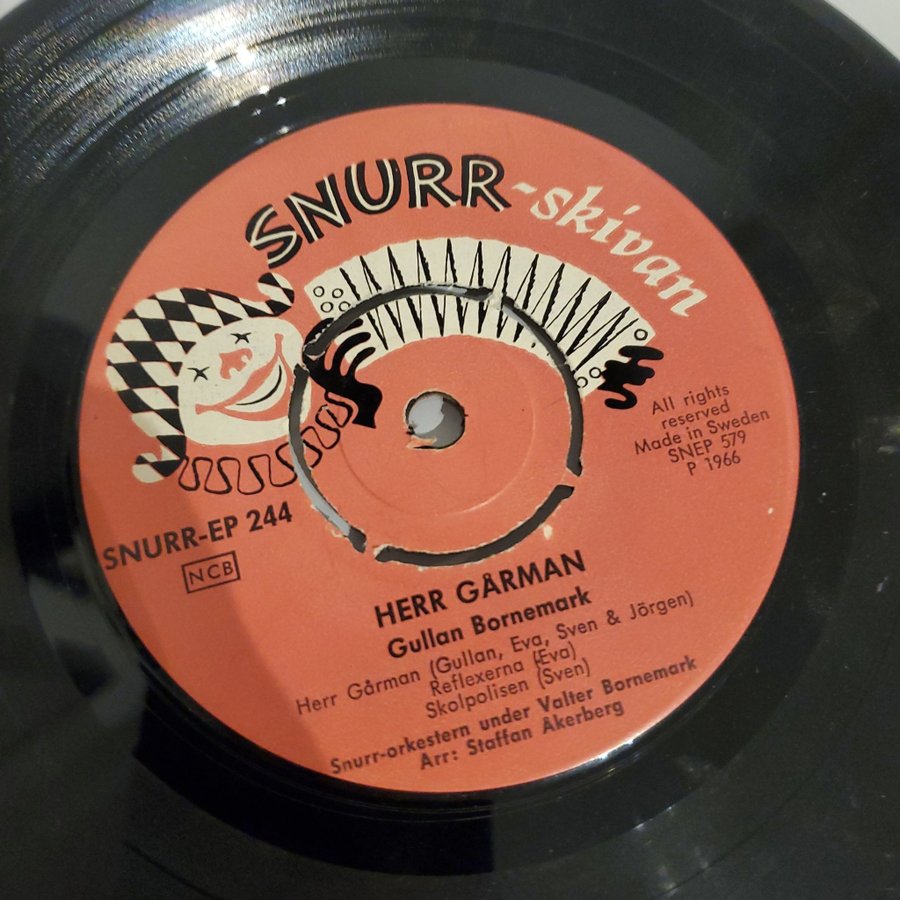 SNURR-skivan
All rights
reserved
Made in Sweden
SNEP 579
P 1966
SNURR-EP 244
NCB
HERR GÅRMAN
Gullan Bornemark
Herr Gårman (Gullan, Eva, Sven & Jörgen)
Reflexerna (Eva)
Skolpolisen (Sven)
Snurr-orkestern under Valter Bornemark
Arr: Staffan Åkerberg